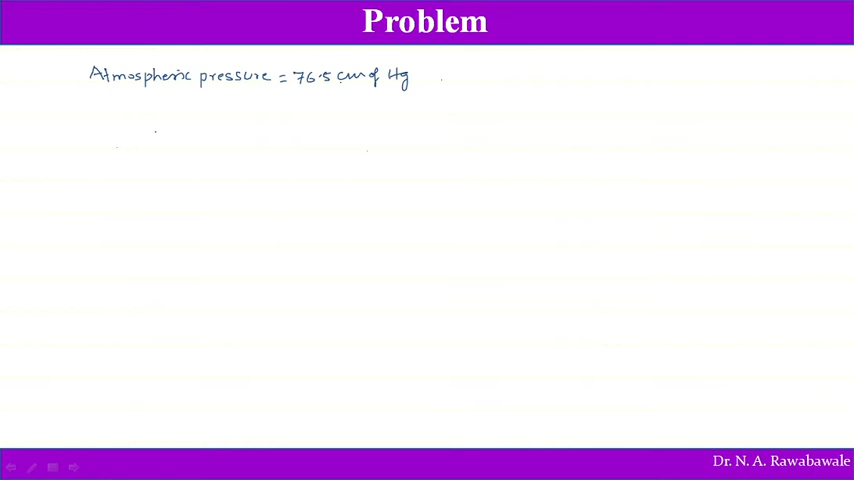 Problem
Atmospheric pressure = 76.5 cm of Hg
Dr. N. A. Rawabawale